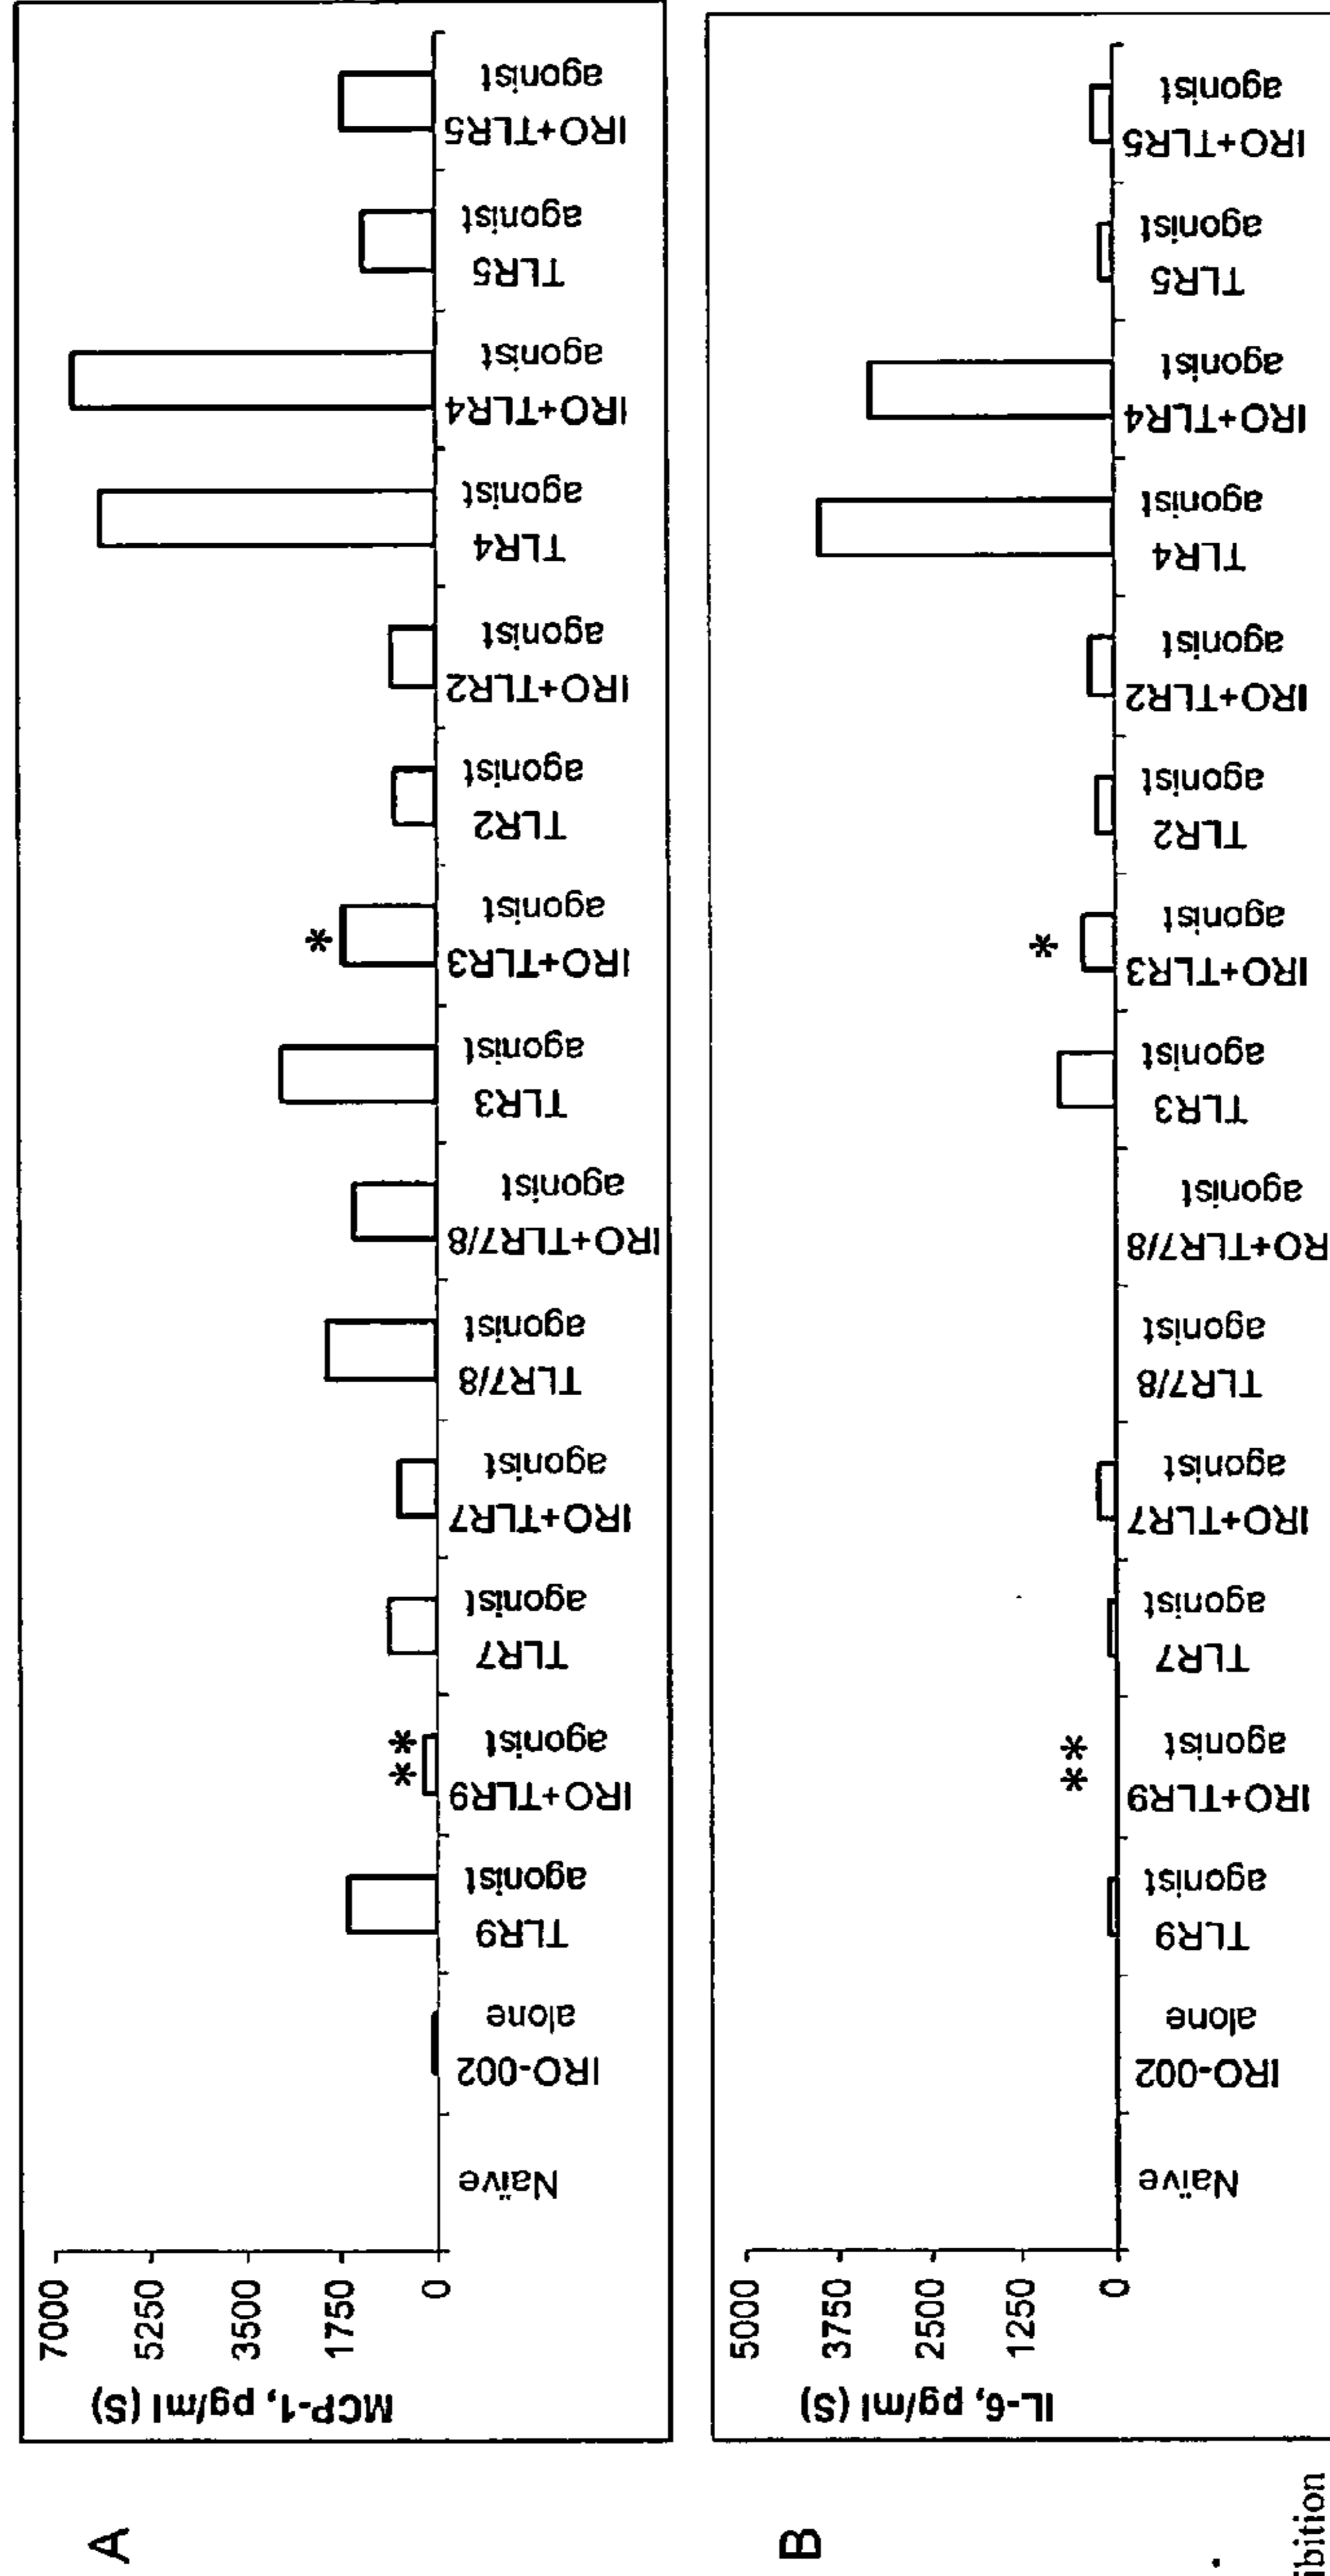 A
MCP-1, pg/ml (S)
7000
5250
3500
1750
0
Naïve
IRO-002
alone
TLR9
agonist
IRO+TLR9
agonist
**
TLR7
agonist
IRO+TLR7
agonist
TLR7/8
agonist
IRO+TLR7/8
agonist
TLR3
agonist
IRO+TLR3
agonist
*
TLR2
agonist
IRO+TLR2
agonist
TLR4
agonist
IRO+TLR4
agonist
TLR5
agonist
IRO+TLR5
agonist
B
IL-6, pg/ml (S)
5000
3750
2500
1250
0
Naïve
IRO-002
alone
TLR9
agonist
IRO+TLR9
agonist
**
TLR7
agonist
IRO+TLR7
agonist
TLR7/8
agonist
RO+TLR7/8
agonist
TLR3
agonist
IRO+TLR3
agonist
*
TLR2
agonist
IRO+TLR2
agonist
TLR4
agonist
IRO+TLR4
agonist
TLR5
agonist
IRO+TLR5
agonist
ibition